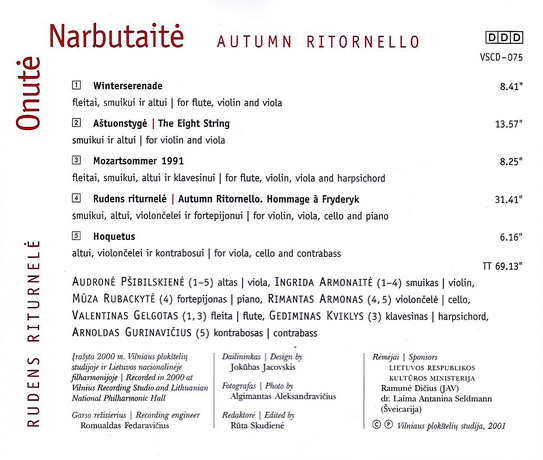 Onutė
Narbutaitė
AUTUMN RITORNELLO
DDD
VSCD-075
1 Winterserenade 8.41"
fleitai, smuikui ir altui | for flute, violin and viola
2 Aštuonstygė | The Eight String 13.57"
smuikui ir altui | for violin and viola
3 Mozartsommer 1991 8.25"
fleitai, smuikui, altui ir klavesinui | for flute, violin, viola and harpsichord
4 Rudens riturnelė | Autumn Ritornello. Hommage à Fryderyk 31.41"
smuikui, altui, violončelei ir fortepijonui | for violin, viola, cello and piano
5 Hoquetus 6.16"
altui, violončelei ir kontrabosui | for viola, cello and contrabass
TT 69.13"
RUDENS RITURNELĖ
AUDRONĖ PŠIBILSKIENĖ (1-5) altas | viola, INGRIDA ARMONAITĖ (1-4) smuikas | violin,
MŪZA RUBACKYTĖ (4) fortepijonas | piano, RIMANTAS ARMONAS (4, 5) violončelė | cello,
VALENTINAS GELGOTAS (1, 3) fleita | flute, GEDIMINAS KVIKLYS (3) klavesinas | harpsichord,
ARNOLDAS GURINAVIČIUS (5) kontrabosas | contrabass
Įrašyta 2000 m. Vilniaus plokštelių
studijoje ir Lietuvos nacionalinėje
filharmonijoje | Recorded in 2000 at
Vilnius Recording Studio and Lithuanian
National Philharmonic Hall
Garso režisierius | Recording engineer
Romualdas Fedaravičius
Dailininkas | Design by
Jokūbas Jacovskis
Fotografas | Photo by
Algimantas Aleksandravičius
Redaktorė | Edited by
Rūta Skudienė
Rėmėjai | Sponsors
LIETUVOS RESPUBLIKOS
KULTŪROS MINISTERIJA
Ramunė Dičius (JAV)
dr. Laima Antanina Seldmann
(Šveicarija)
© Ⓟ Vilniaus plokštelių studija, 2001